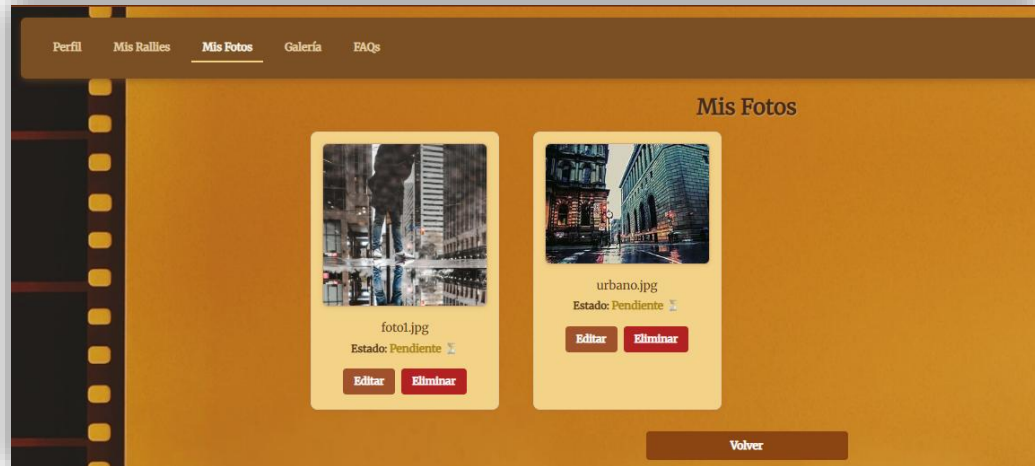 Perfil Mis Rallies Mis Fotos Galería FAQs
Mis Fotos
foto1.jpg
Estado: Pendiente ⏳
Editar Eliminar
urbano.jpg
Estado: Pendiente ⏳
Editar Eliminar
Volver